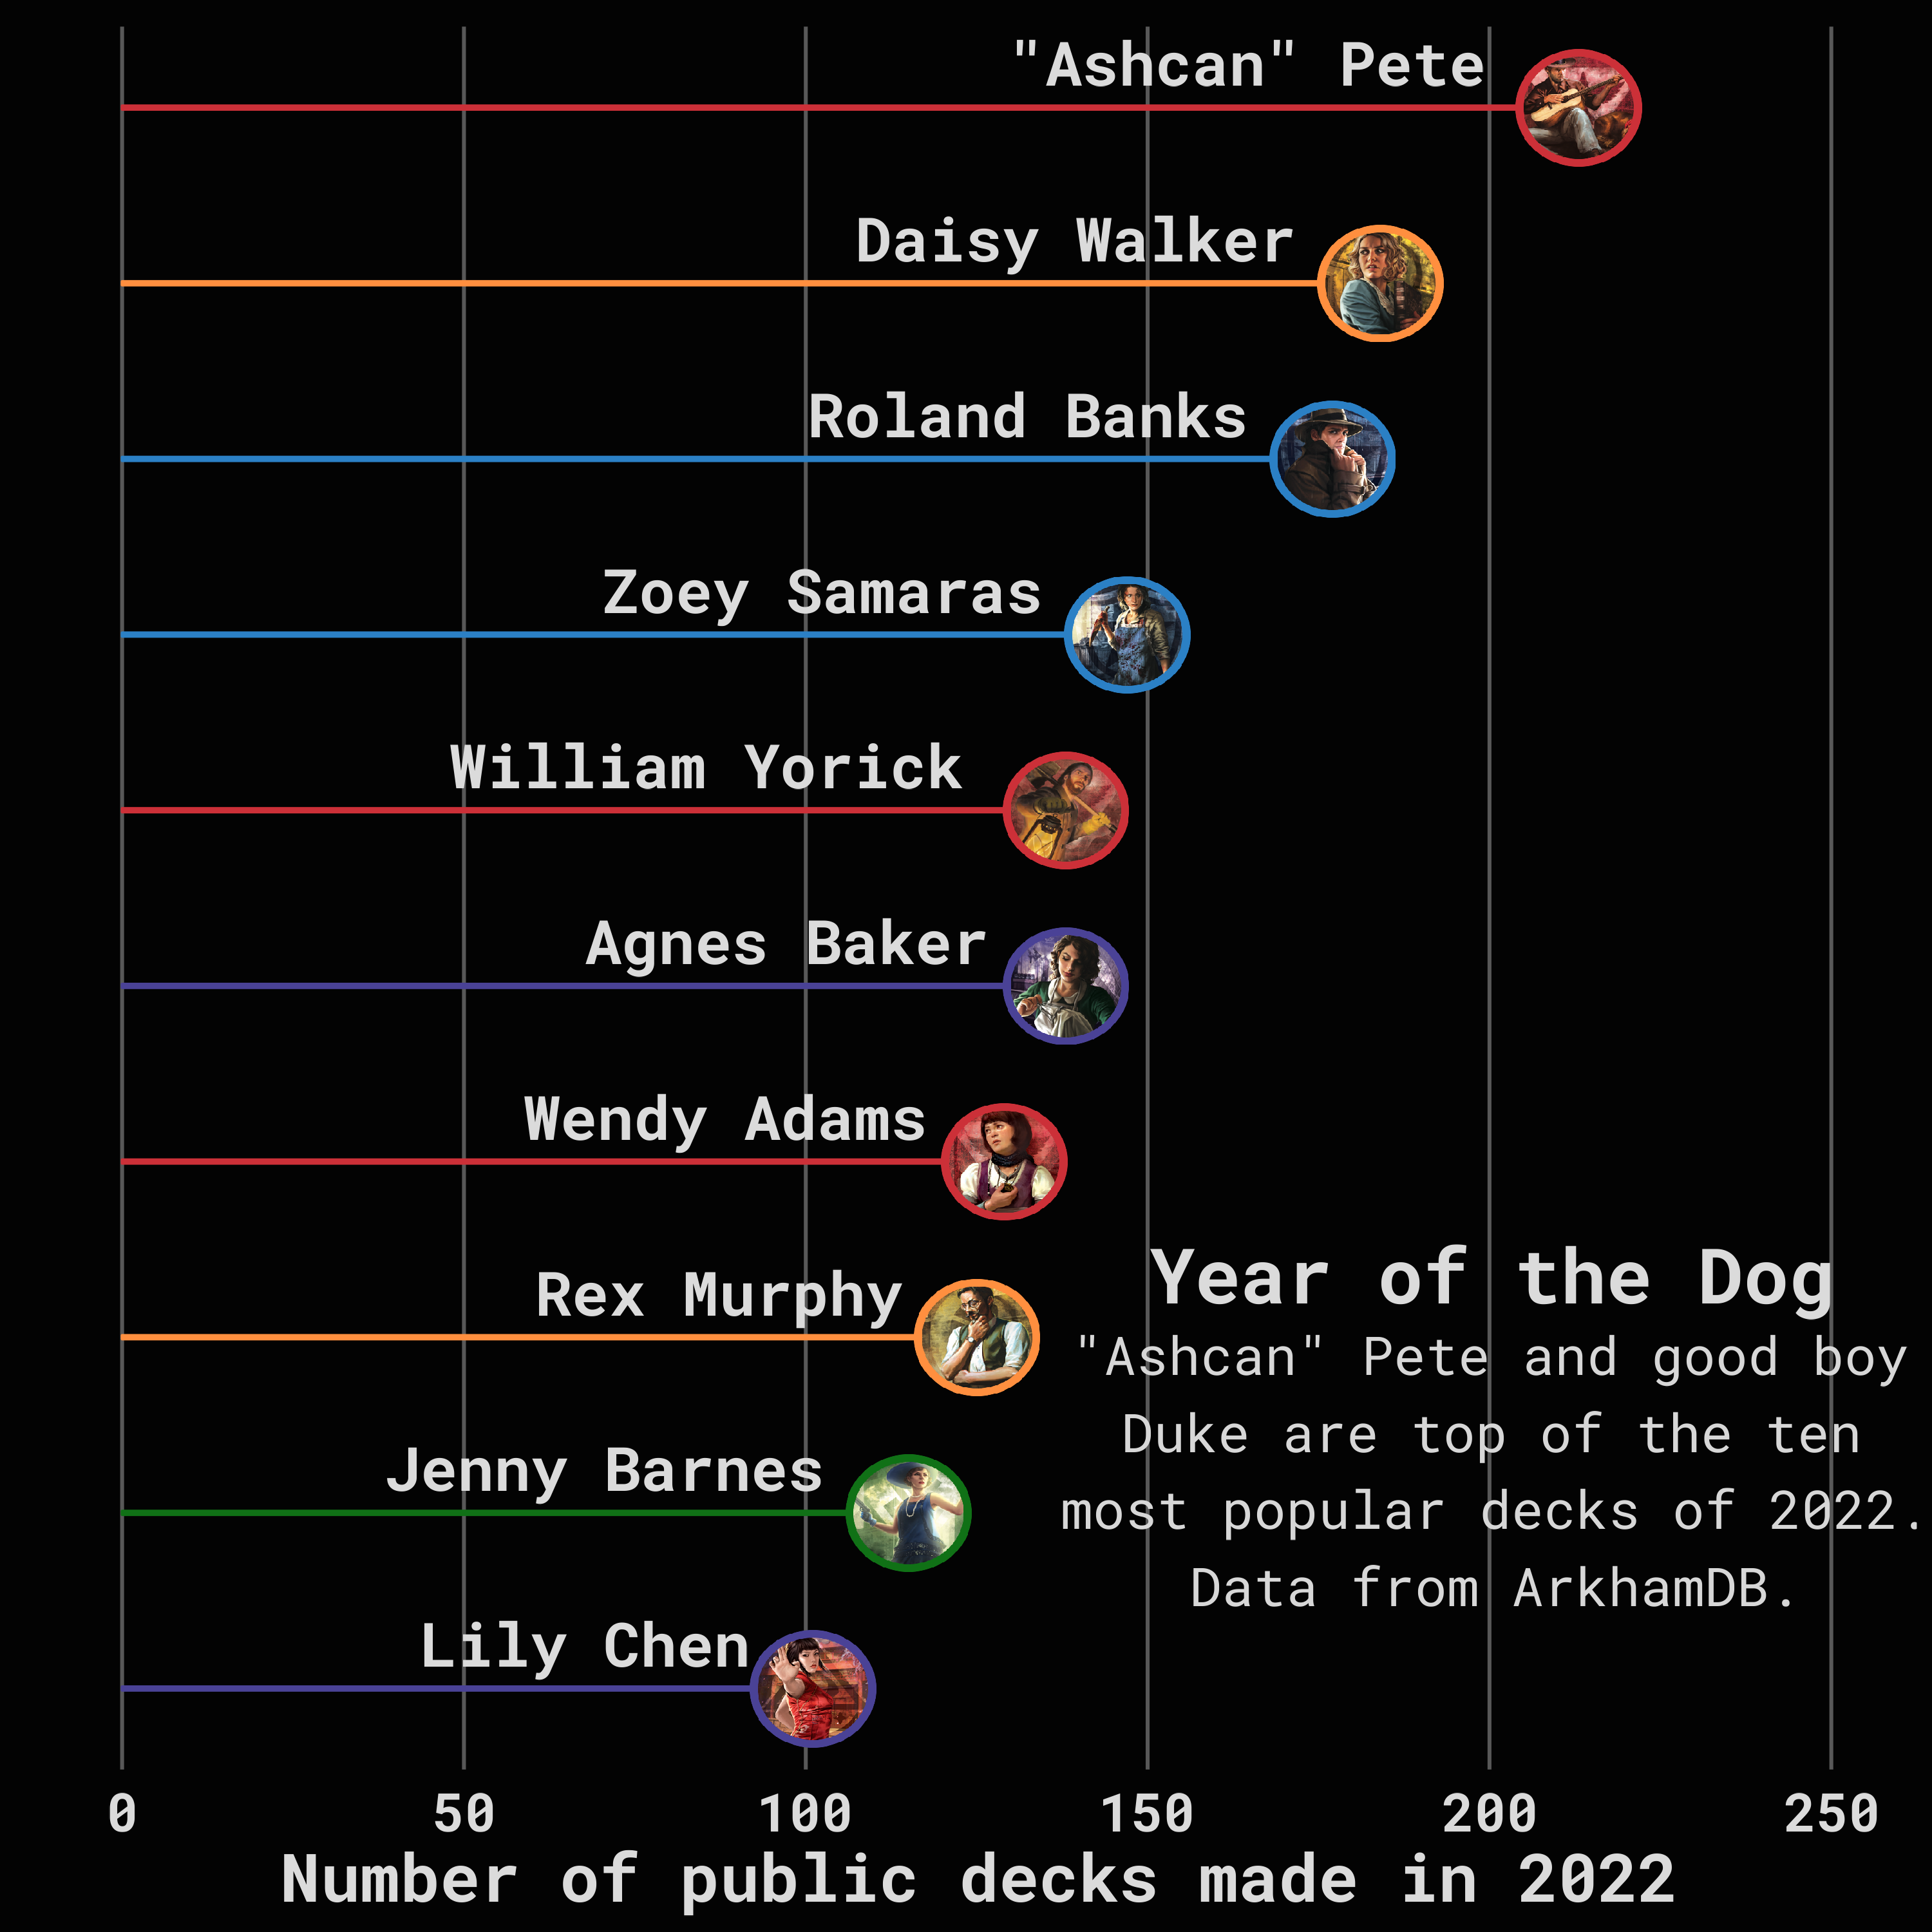 "Ashcan" Pete
Daisy Walker
Roland Banks
Zoey Samaras
William Yorick
Agnes Baker
Wendy Adams
Rex Murphy
Jenny Barnes
Lily Chen
Year of the Dog
"Ashcan" Pete and good boy
Duke are top of the ten
most popular decks of 2022.
Data from ArkhamDB.
0 50 100 150 200 250
Number of public decks made in 2022